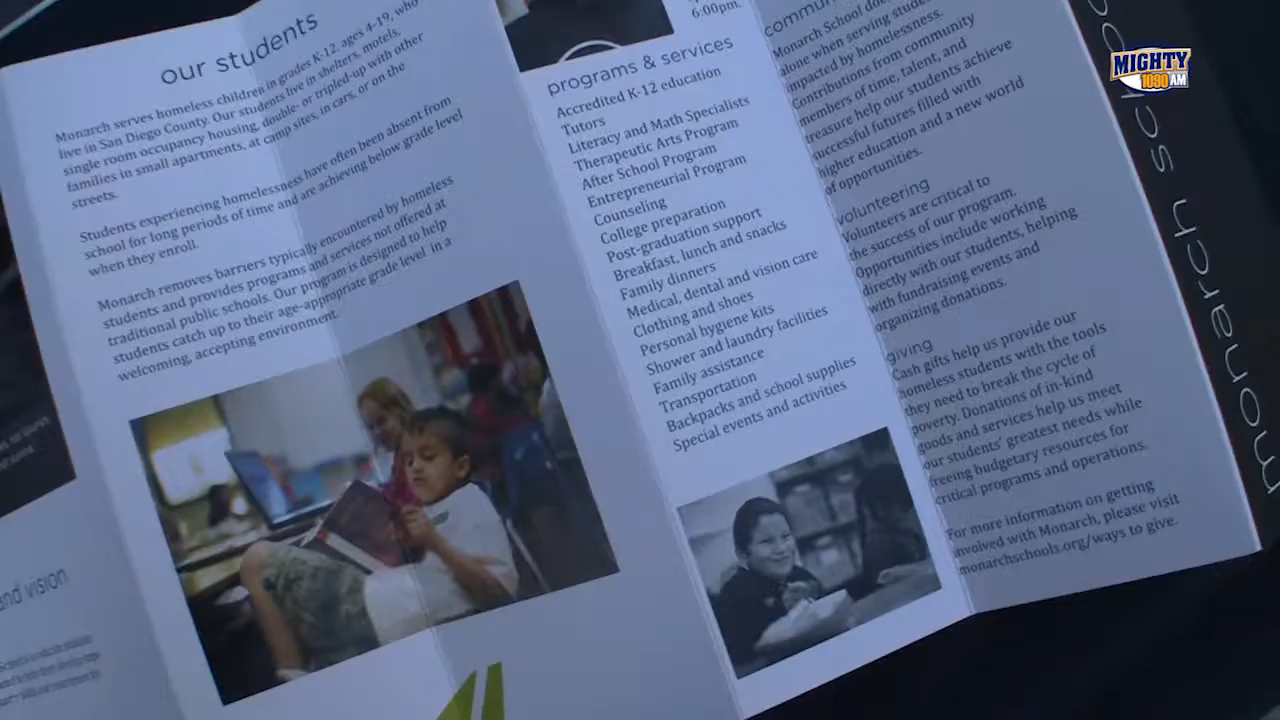 our students
Monarch serves homeless children in grades K-12, ages 4-19, who
live in San Diego County. Our students live in shelters, motels,
single room occupancy housing, double- or tripled-up with other
families in small apartments, at camp sites, in cars, or on the
streets.
Students experiencing homelessness have often been absent from
school for long periods of time and are achieving below grade level
when they enroll.
Monarch removes barriers typically encountered by homeless
students and provides programs and services not offered at
traditional public schools. Our program is designed to help
students catch up to their age-appropriate grade level in a
welcoming, accepting environment.
and vision
6:00pm.
programs & services
Accredited K-12 education
Tutors
Literacy and Math Specialists
Therapeutic Arts Program
After School Program
Entrepreneurial Program
Counseling
College preparation
Post-graduation support
Breakfast, lunch and snacks
Family dinners
Medical, dental and vision care
Clothing and shoes
Personal hygiene kits
Shower and laundry facilities
Family assistance
Transportation
Backpacks and school supplies
Special events and activities
Monarch School
alone when serving
impacted by homelessness.
Contributions from community
members of time, talent, and
treasure help our students achieve
successful futures filled with
higher education and a new world
of opportunities.
volunteering
Volunteers are critical to
the success of our program.
Opportunities include working
directly with our students, helping
with fundraising events and
organizing donations.
giving
Cash gifts help us provide our
homeless students with the tools
they need to break the cycle of
poverty. Donations of in-kind
goods and services help us meet
our students' greatest needs while
freeing budgetary resources for
critical programs and operations.
For more information on getting
involved with Monarch, please visit
monarchschools.org/ways to give.
monarch scho
MIGHTY
1090 AM